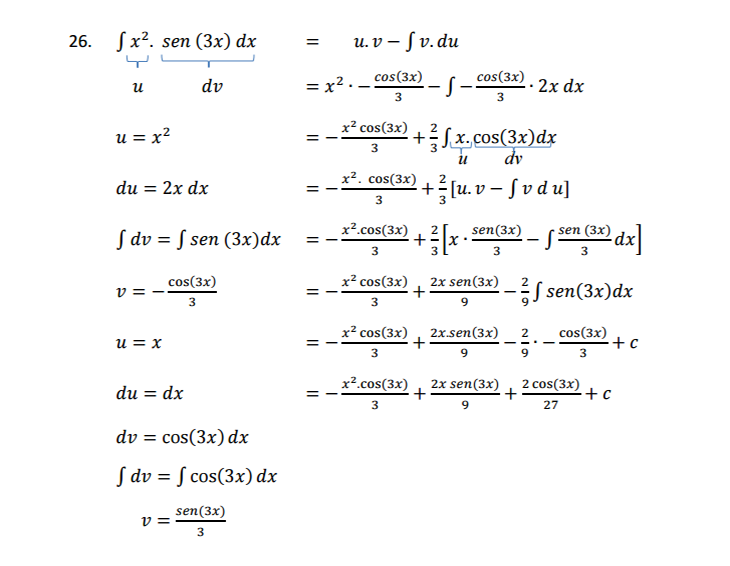 26. ∫ x². sen (3x) dx = u. v − ∫ v. du
u dv = x² · − cos(3x)/3 − ∫ − cos(3x)/3 · 2x dx
u = x² = − x² cos(3x)/3 + 2/3 ∫ x. cos(3x)dx
u dv
du = 2x dx = − x². cos(3x)/3 + 2/3 [u. v − ∫ v d u]
∫ dv = ∫ sen (3x)dx = − x².cos(3x)/3 + 2/3 [x · sen(3x)/3 − ∫ sen (3x)/3 dx]
v = − cos(3x)/3 = − x² cos(3x)/3 + 2x sen(3x)/9 − 2/9 ∫ sen(3x)dx
u = x = − x² cos(3x)/3 + 2x.sen(3x)/9 − 2/9 · − cos(3x)/3 + c
du = dx = − x².cos(3x)/3 + 2x sen(3x)/9 + 2 cos(3x)/27 + c
dv = cos(3x) dx
∫ dv = ∫ cos(3x) dx
v = sen(3x)/3